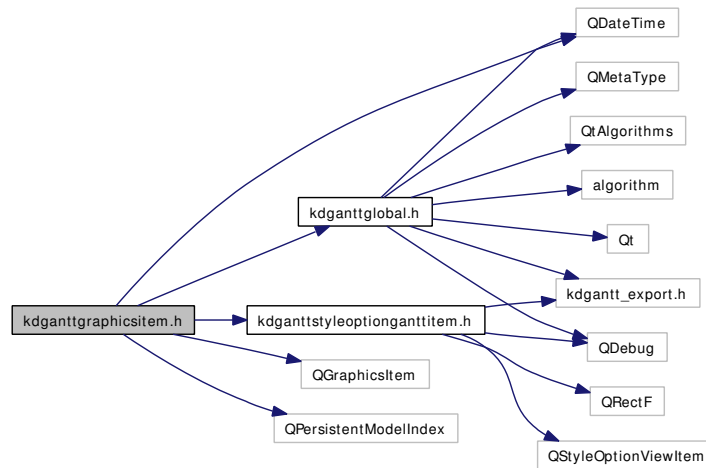 QDateTime
QMetaType
QtAlgorithms
algorithm
kdganttglobal.h
Qt
kdgantt_export.h
kdganttgraphicsitem.h
kdganttstyleoptionganttitem.h
QDebug
QGraphicsItem
QRectF
QPersistentModelIndex
QStyleOptionViewItem